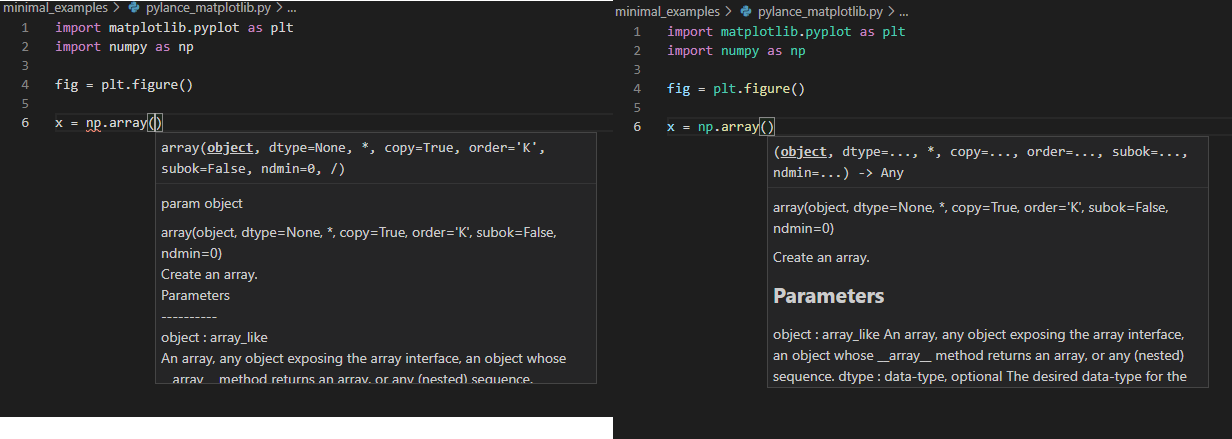 minimal_examples > pylance_matplotlib.py > ...
1 import matplotlib.pyplot as plt
2 import numpy as np
3
4 fig = plt.figure()
5
6 x = np.array()
array(object, dtype=None, *, copy=True, order='K',
subok=False, ndmin=0, /)
param object
array(object, dtype=None, *, copy=True, order='K', subok=False,
ndmin=0)
Create an array.
Parameters
----------
object : array_like
An array, any object exposing the array interface, an object whose
__array__ method returns an array, or any (nested) sequence.
minimal_examples > pylance_matplotlib.py > ...
1 import matplotlib.pyplot as plt
2 import numpy as np
3
4 fig = plt.figure()
5
6 x = np.array()
(object, dtype=..., *, copy=..., order=..., subok=...,
ndmin=...) -> Any
array(object, dtype=None, *, copy=True, order='K', subok=False,
ndmin=0)
Create an array.
Parameters
object : array_like An array, any object exposing the array interface,
an object whose __array__ method returns an array, or any (nested)
sequence. dtype : data-type, optional The desired data-type for the